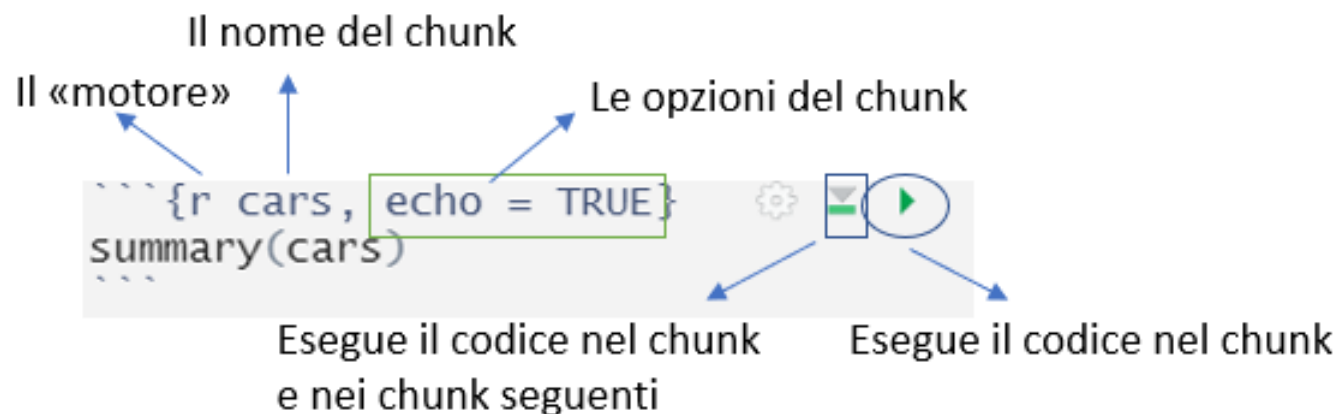 Il nome del chunk
Il «motore»
Le opzioni del chunk
```{r cars, echo = TRUE}
summary(cars)
```
Esegue il codice nel chunk
e nei chunk seguenti
Esegue il codice nel chunk